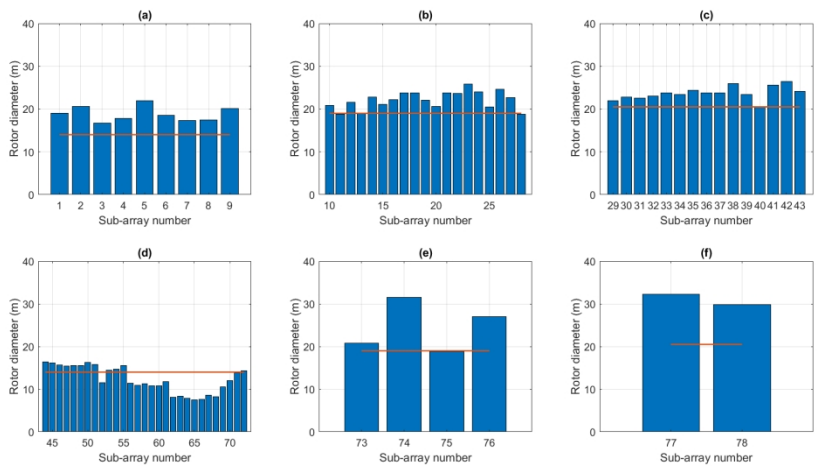 (a)
40
30
20
10
0
Rotor diameter (m)
1 2 3 4 5 6 7 8 9
Sub-array number
(b)
40
30
20
10
0
Rotor diameter (m)
10 15 20 25
Sub-array number
(c)
40
30
20
10
0
Rotor diameter (m)
29 30 31 32 33 34 35 36 37 38 39 40 41 42 43
Sub-array number
(d)
40
30
20
10
0
Rotor diameter (m)
45 50 55 60 65 70
Sub-array number
(e)
40
30
20
10
0
Rotor diameter (m)
73 74 75 76
Sub-array number
(f)
40
30
20
10
0
Rotor diameter (m)
77 78
Sub-array number